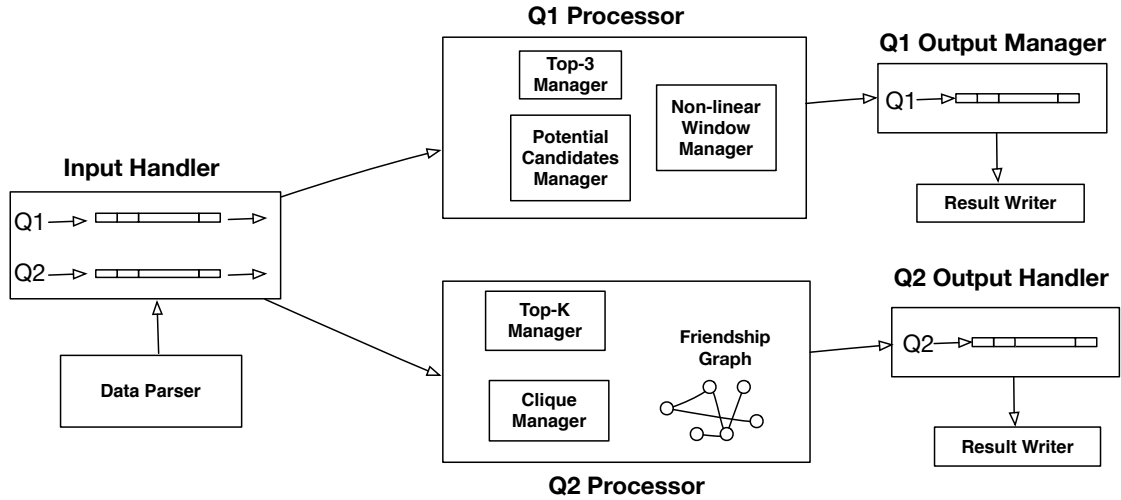 Q1 Processor
Top-3
Manager
Potential
Candidates
Manager
Non-linear
Window
Manager
Q1 Output Manager
Q1
Result Writer
Input Handler
Q1
Q2
Data Parser
Top-K
Manager
Clique
Manager
Friendship
Graph
Q2 Processor
Q2 Output Handler
Q2
Result Writer